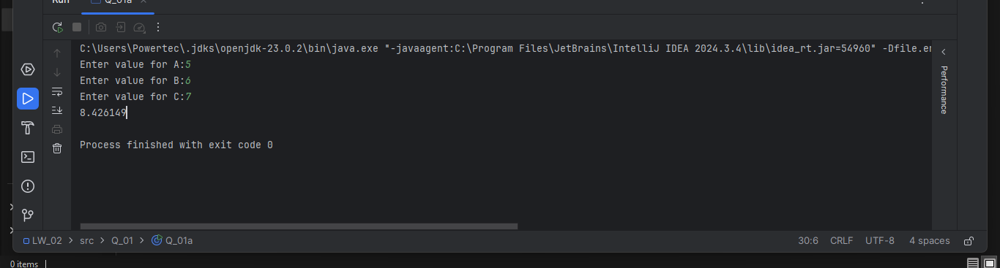 Run Q_01a
C:\Users\Powertec\.jdks\openjdk-23.0.2\bin\java.exe "-javaagent:C:\Program Files\JetBrains\IntelliJ IDEA 2024.3.4\lib\idea_rt.jar=54960" -Dfile.en
Enter value for A:5
Enter value for B:6
Enter value for C:7
8.426149
Process finished with exit code 0
Performance
LW_02 > src > Q_01 > Q_01a 30:6 CRLF UTF-8 4 spaces
0 items